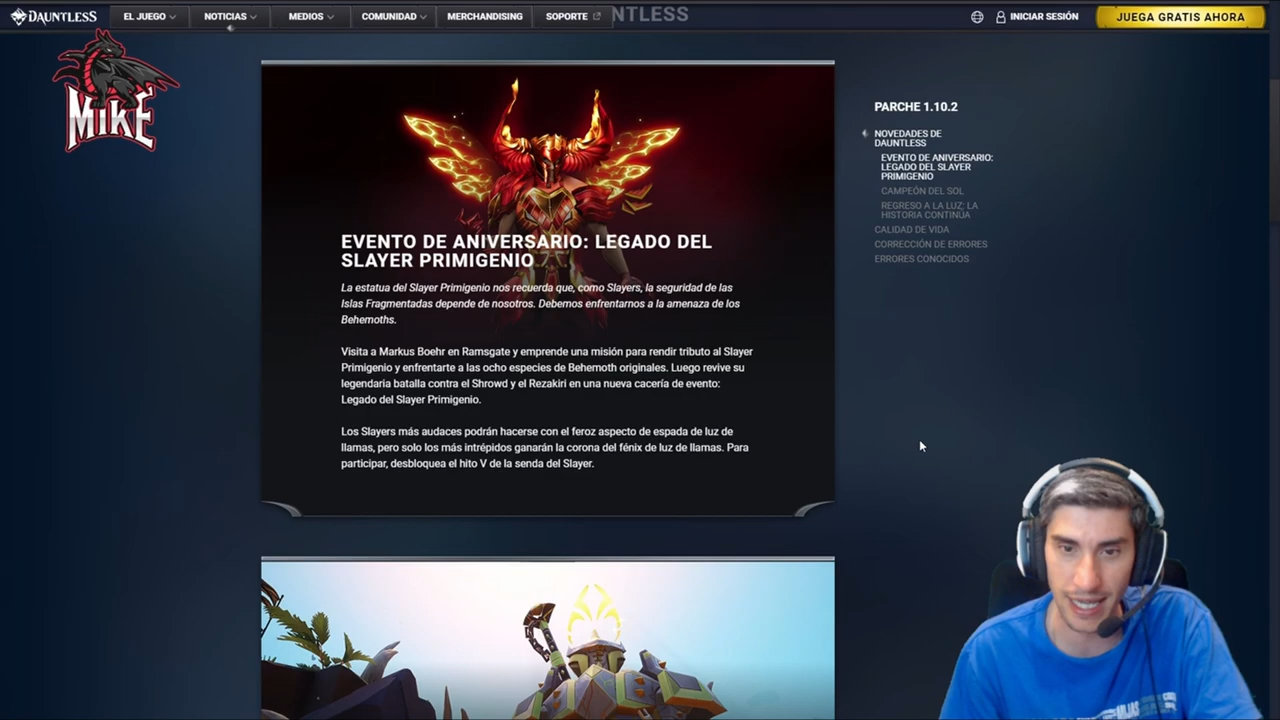 DAUNTLESS
EL JUEGO
NOTICIAS
MEDIOS
COMUNIDAD
MERCHANDISING
SOPORTE
NTLESS
INICIAR SESIÓN
JUEGA GRATIS AHORA
MIKE
EVENTO DE ANIVERSARIO: LEGADO DEL
SLAYER PRIMIGENIO
La estatua del Slayer Primigenio nos recuerda que, como Slayers, la seguridad de las
Islas Fragmentadas depende de nosotros. Debemos enfrentarnos a la amenaza de los
Behemoths.
Visita a Markus Boehr en Ramsgate y emprende una misión para rendir tributo al Slayer
Primigenio y enfrentarte a las ocho especies de Behemoth originales. Luego revive su
legendaria batalla contra el Shrowd y el Rezakiri en una nueva cacería de evento:
Legado del Slayer Primigenio.
Los Slayers más audaces podrán hacerse con el feroz aspecto de espada de luz de
llamas, pero solo los más intrépidos ganarán la corona del fénix de luz de llamas. Para
participar, desbloquea el hito V de la senda del Slayer.
PARCHE 1.10.2
NOVEDADES DE
DAUNTLESS
EVENTO DE ANIVERSARIO:
LEGADO DEL SLAYER
PRIMIGENIO
CAMPEÓN DEL SOL
REGRESO A LA LUZ: LA
HISTORIA CONTINÚA
CALIDAD DE VIDA
CORRECCIÓN DE ERRORES
ERRORES CONOCIDOS